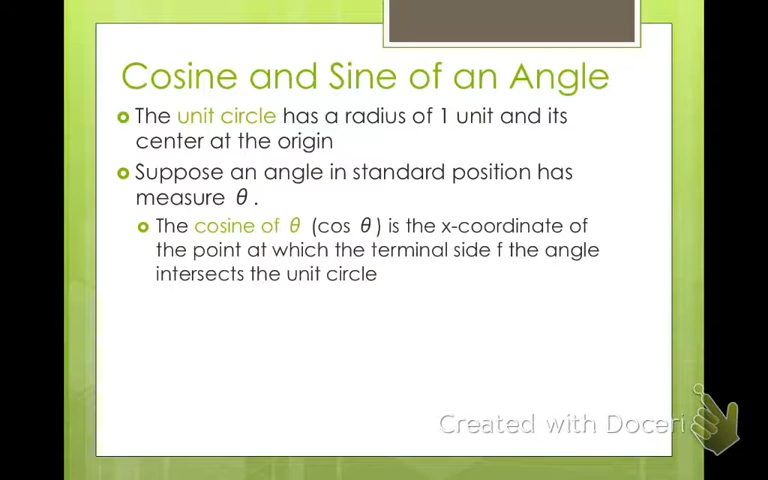 Cosine and Sine of an Angle
The unit circle has a radius of 1 unit and its
center at the origin
Suppose an angle in standard position has
measure θ .
The cosine of θ (cos θ ) is the x-coordinate of
the point at which the terminal side f the angle
intersects the unit circle
Created with Doceri